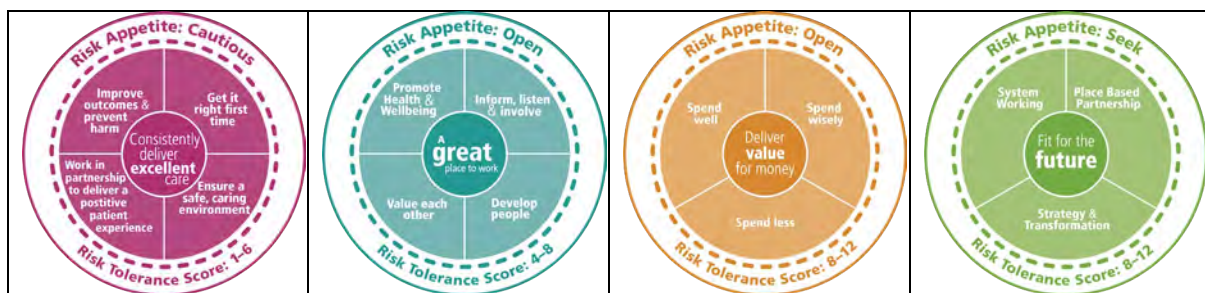 Risk Appetite: Cautious
Improve
outcomes &
prevent
harm
Get it
right first
time
Consistently
deliver
excellent
care
Work in
partnership
to deliver a
postitive
patient
experience
Ensure a
safe, caring
environment
Risk Tolerance Score: 1–6
Risk Appetite: Open
Promote
Health &
Wellbeing
Inform, listen
& involve
A
great
place to work
Value each
other
Develop
people
Risk Tolerance Score: 4–8
Risk Appetite: Open
Spend
well
Spend
wisely
Deliver
value
for money
Spend less
Risk Tolerance Score: 8–12
Risk Appetite: Seek
System
Working
Place Based
Partnership
Fit for the
future
Strategy &
Transformation
Risk Tolerance Score: 8–12